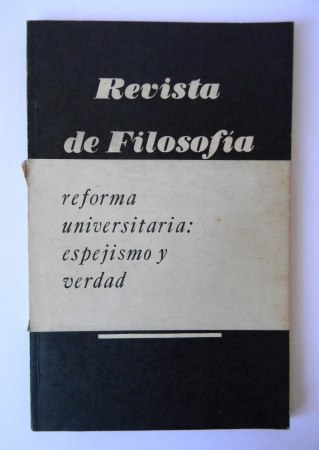 Revista
de Filosofía
reforma
universitaria:
espejismo y
verdad